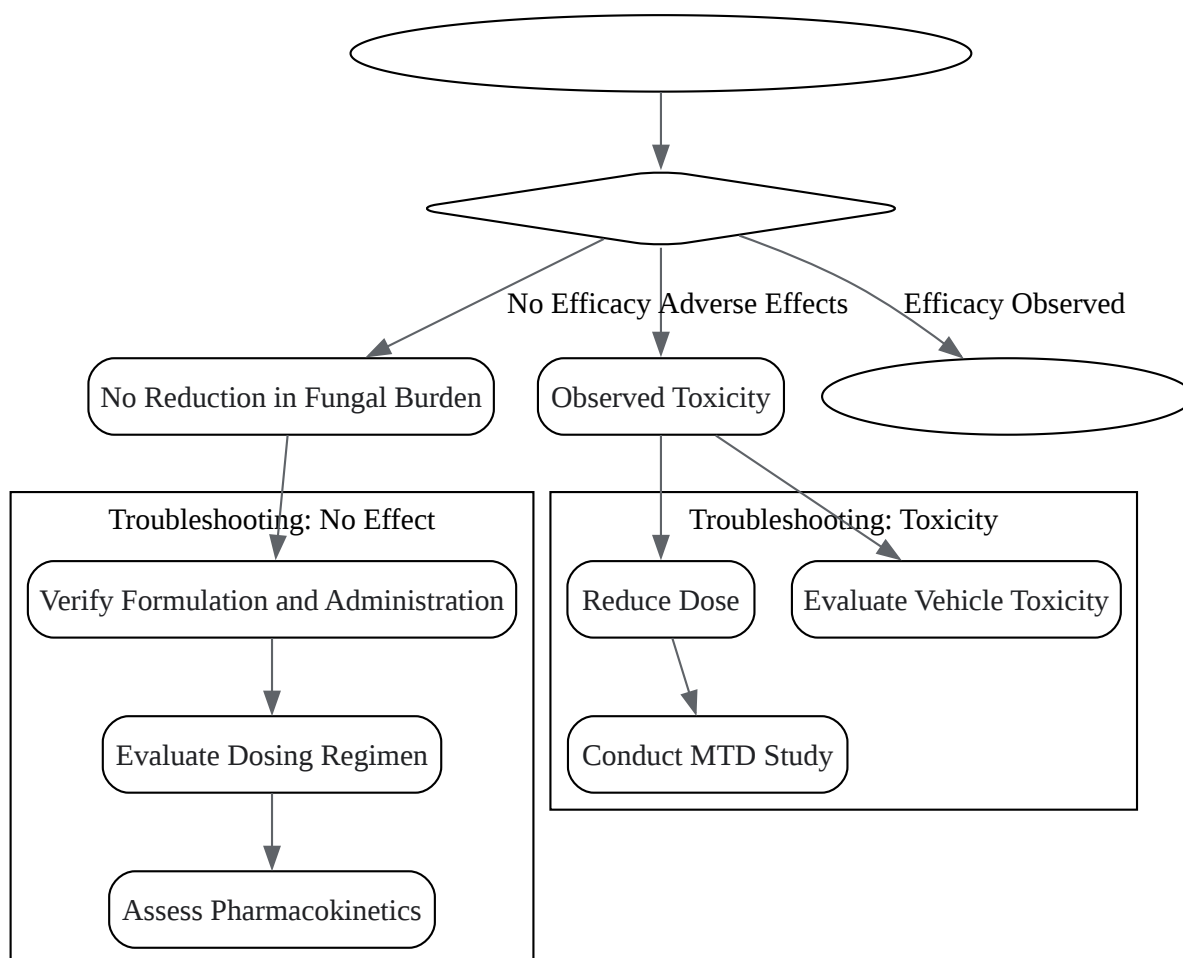 No Efficacy
Adverse Effects
Efficacy Observed
No Reduction in Fungal Burden
Observed Toxicity
Troubleshooting: No Effect
Troubleshooting: Toxicity
Verify Formulation and Administration
Reduce Dose
Evaluate Vehicle Toxicity
Evaluate Dosing Regimen
Conduct MTD Study
Assess Pharmacokinetics